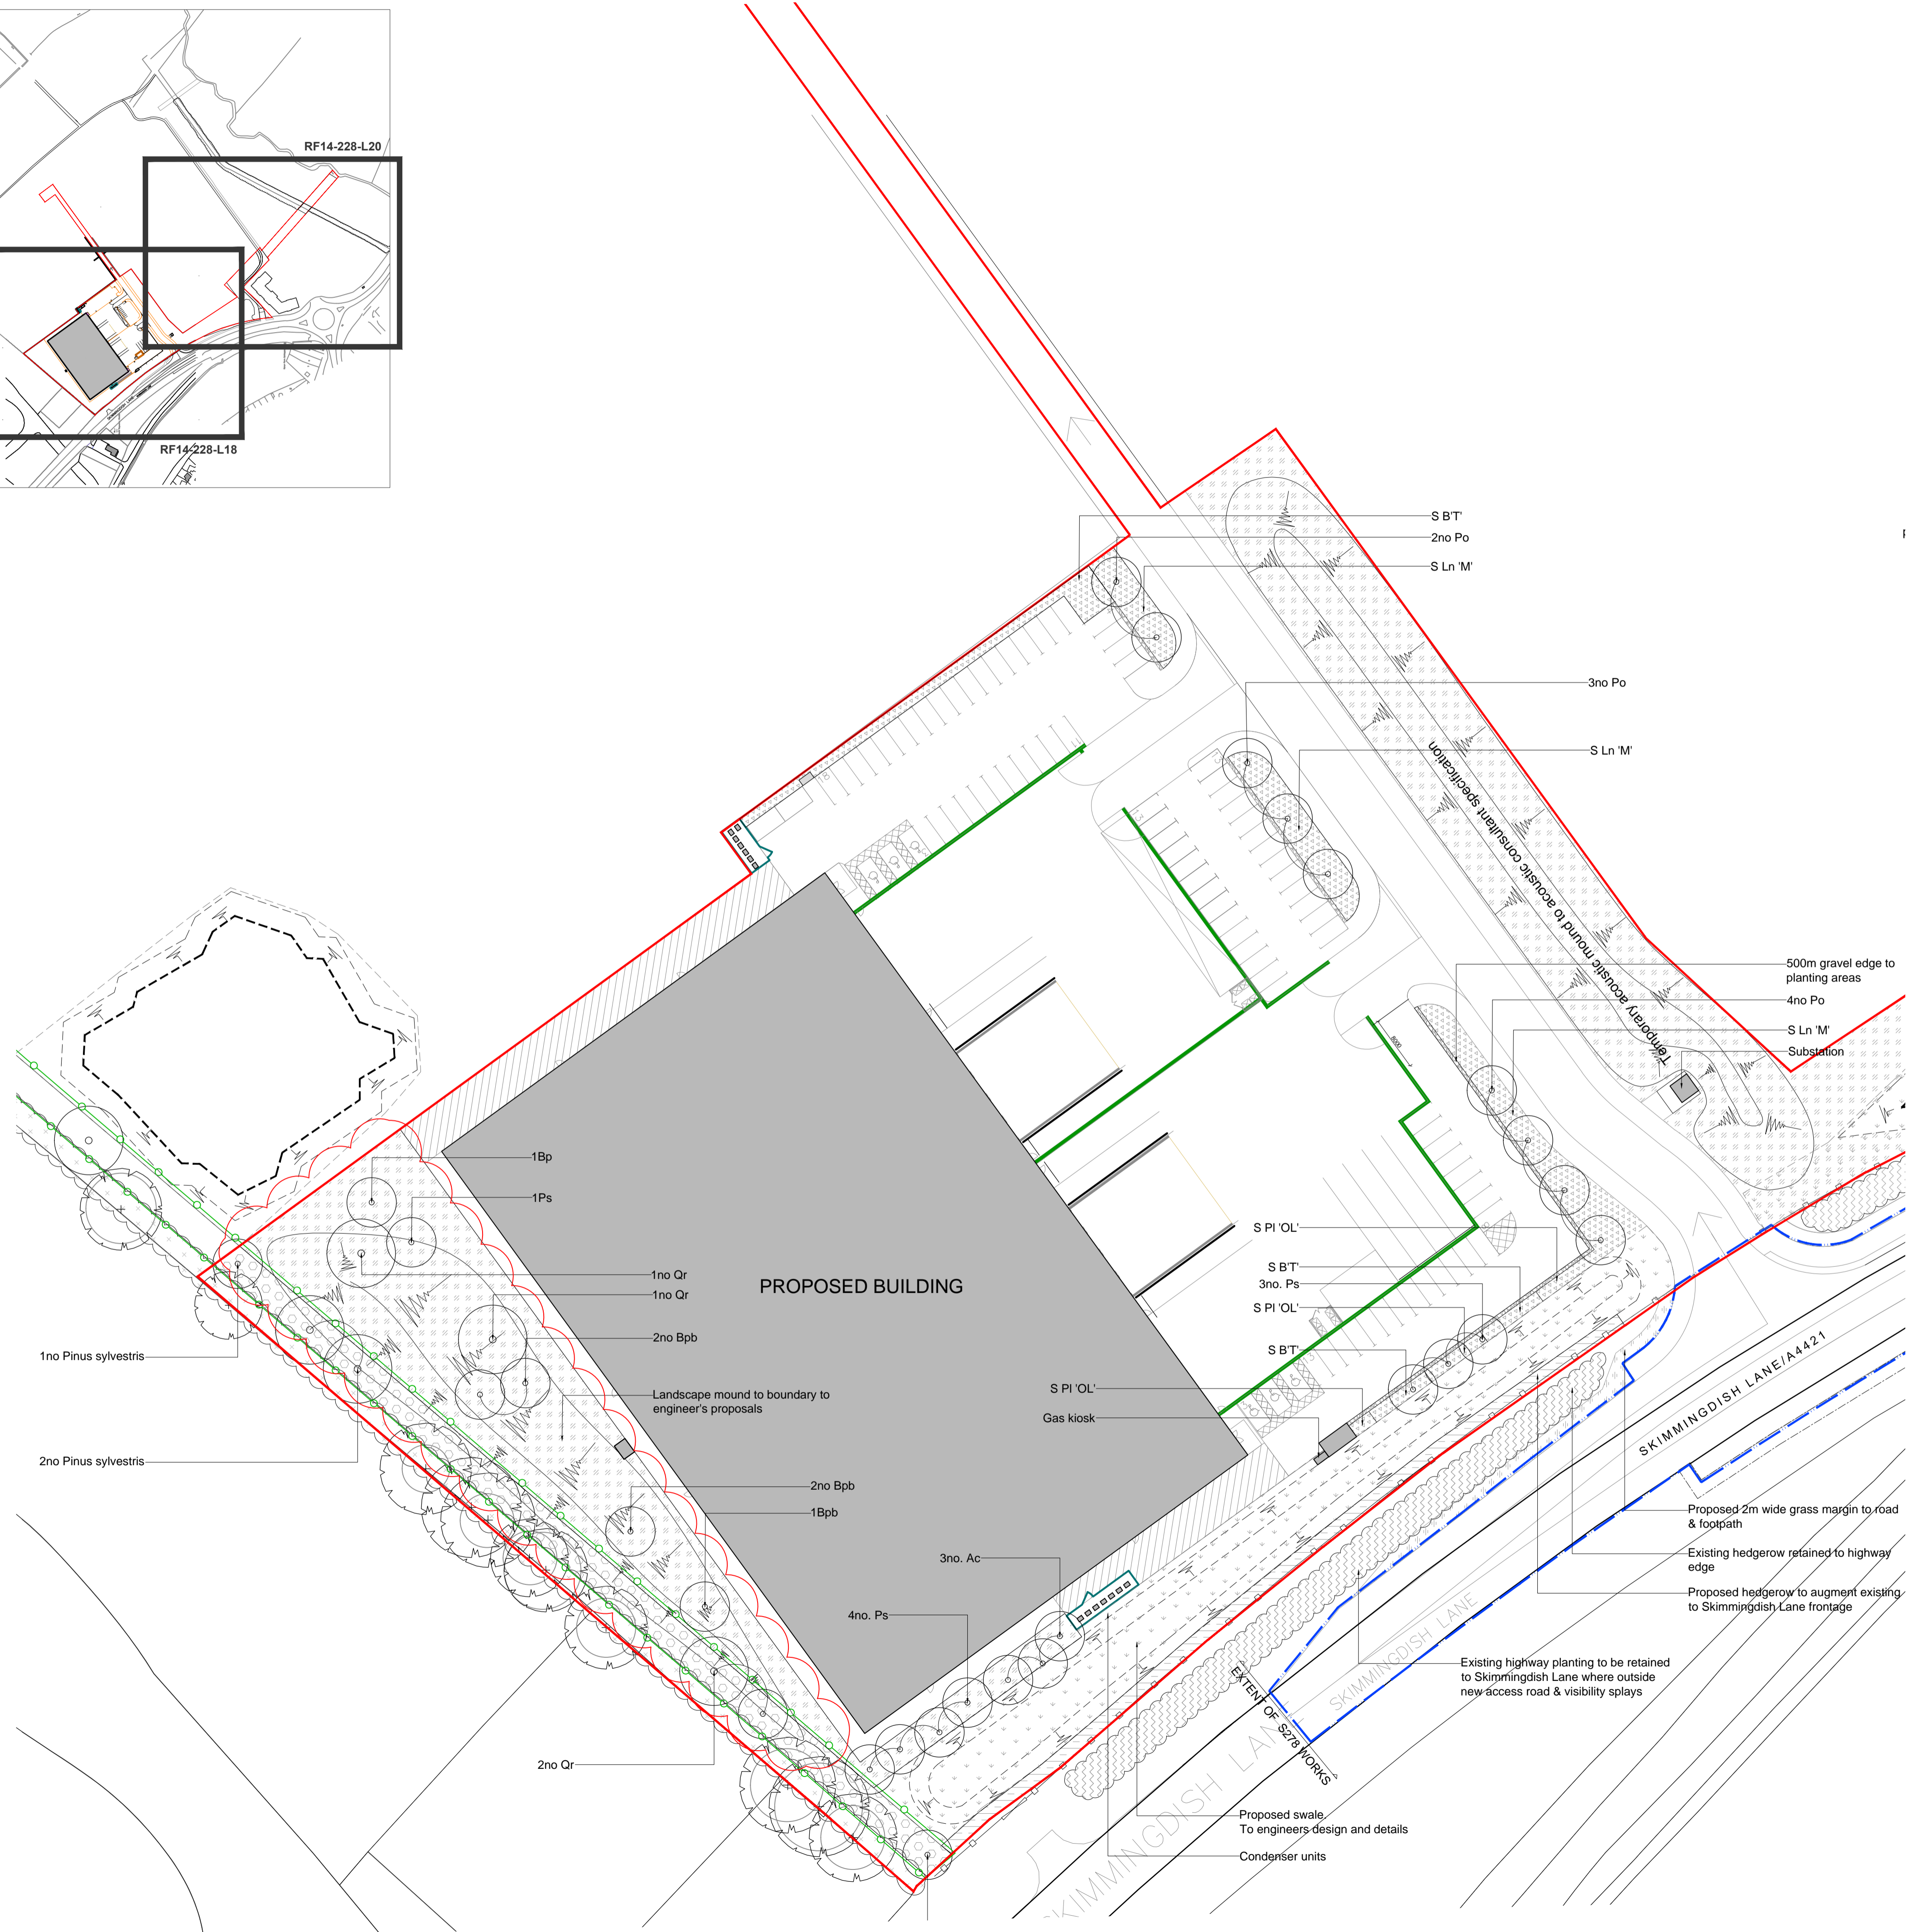 RF14-228-L20
RF14-228-L18
S B'T'
2no Po
S Ln 'M'
3no Po
S Ln 'M'
Temporary acoustic mound to acoustic consultant specification
500m gravel edge to
planting areas
4no Po
S Ln 'M'
Substation
6000
1Bp
1Ps
1no Qr
1no Qr
2no Bpb
PROPOSED BUILDING
S Pl 'OL'
S B'T'
3no. Ps
S Pl 'OL'
S B'T'
1no Pinus sylvestris
Landscape mound to boundary to
engineer's proposals
S Pl 'OL'
Gas kiosk
2no Pinus sylvestris
2no Bpb
1Bpb
3no. Ac
4no. Ps
2no Qr
SKIMMINGDISH LANE/A4421
Proposed 2m wide grass margin to road
& footpath
Existing hedgerow retained to highway
edge
Proposed hedgerow to augment existing
to Skimmingdish Lane frontage
SKIMMINGDISH LANE
Existing highway planting to be retained
to Skimmingdish Lane where outside
new access road & visibility splays
EXTENT OF S278 WORKS
SKIMMINGDISH LANE
Proposed swale.
To engineers design and details
Condenser units